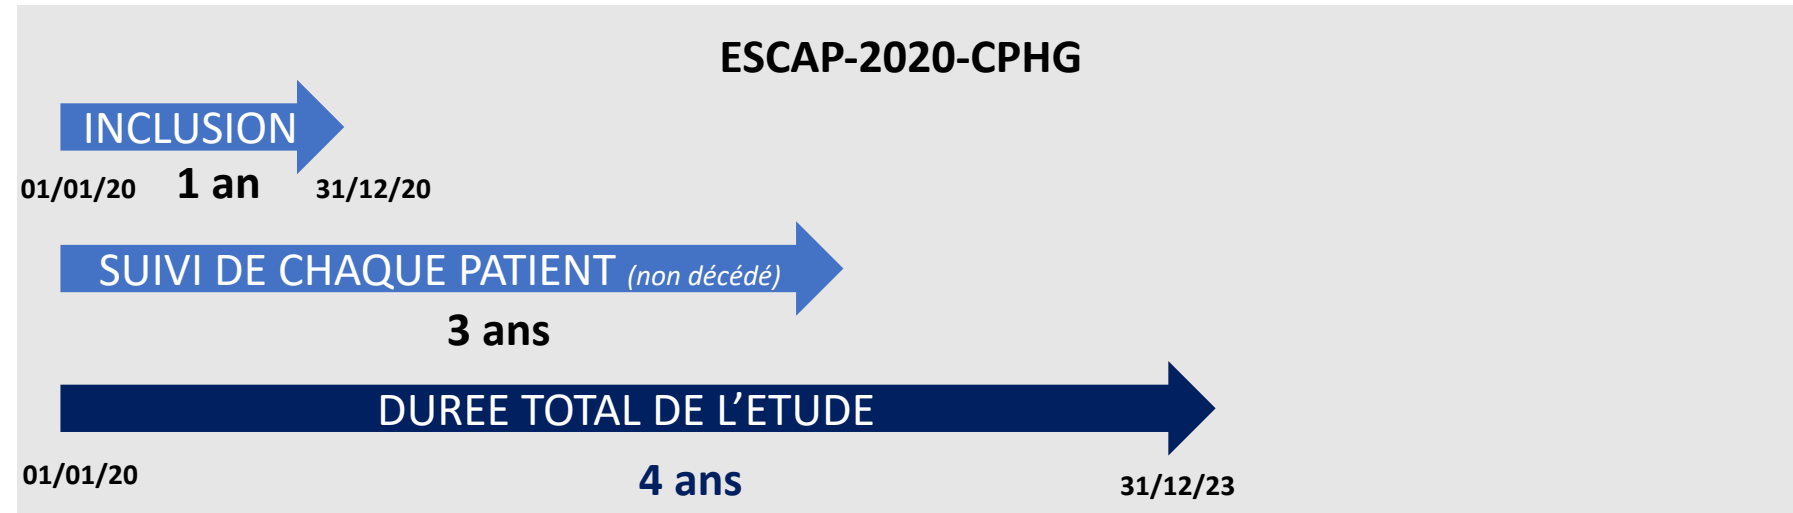 ESCAP-2020-CPHG
INCLUSION
01/01/20 1 an 31/12/20
SUIVI DE CHAQUE PATIENT (non décédé)
3 ans
DUREE TOTAL DE L’ETUDE
01/01/20 4 ans 31/12/23